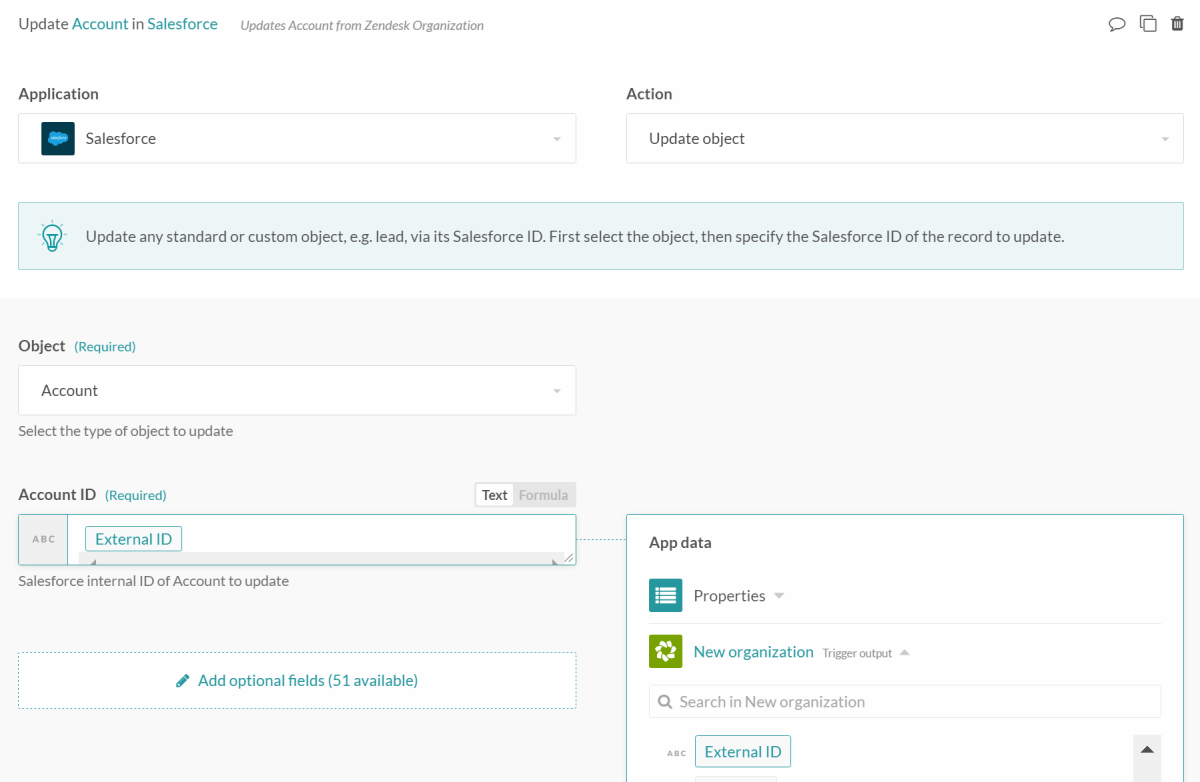 Update Account in Salesforce Updates Account from Zendesk Organization
Application
Action
salesforce Salesforce
Update object
Update any standard or custom object, e.g. lead, via its Salesforce ID. First select the object, then specify the Salesforce ID of the record to update.
Object (Required)
Account
Select the type of object to update
Account ID (Required)
Text Formula
ABC External ID
Salesforce internal ID of Account to update
Add optional fields (51 available)
App data
Properties
New organization Trigger output
Search in New organization
ABC External ID